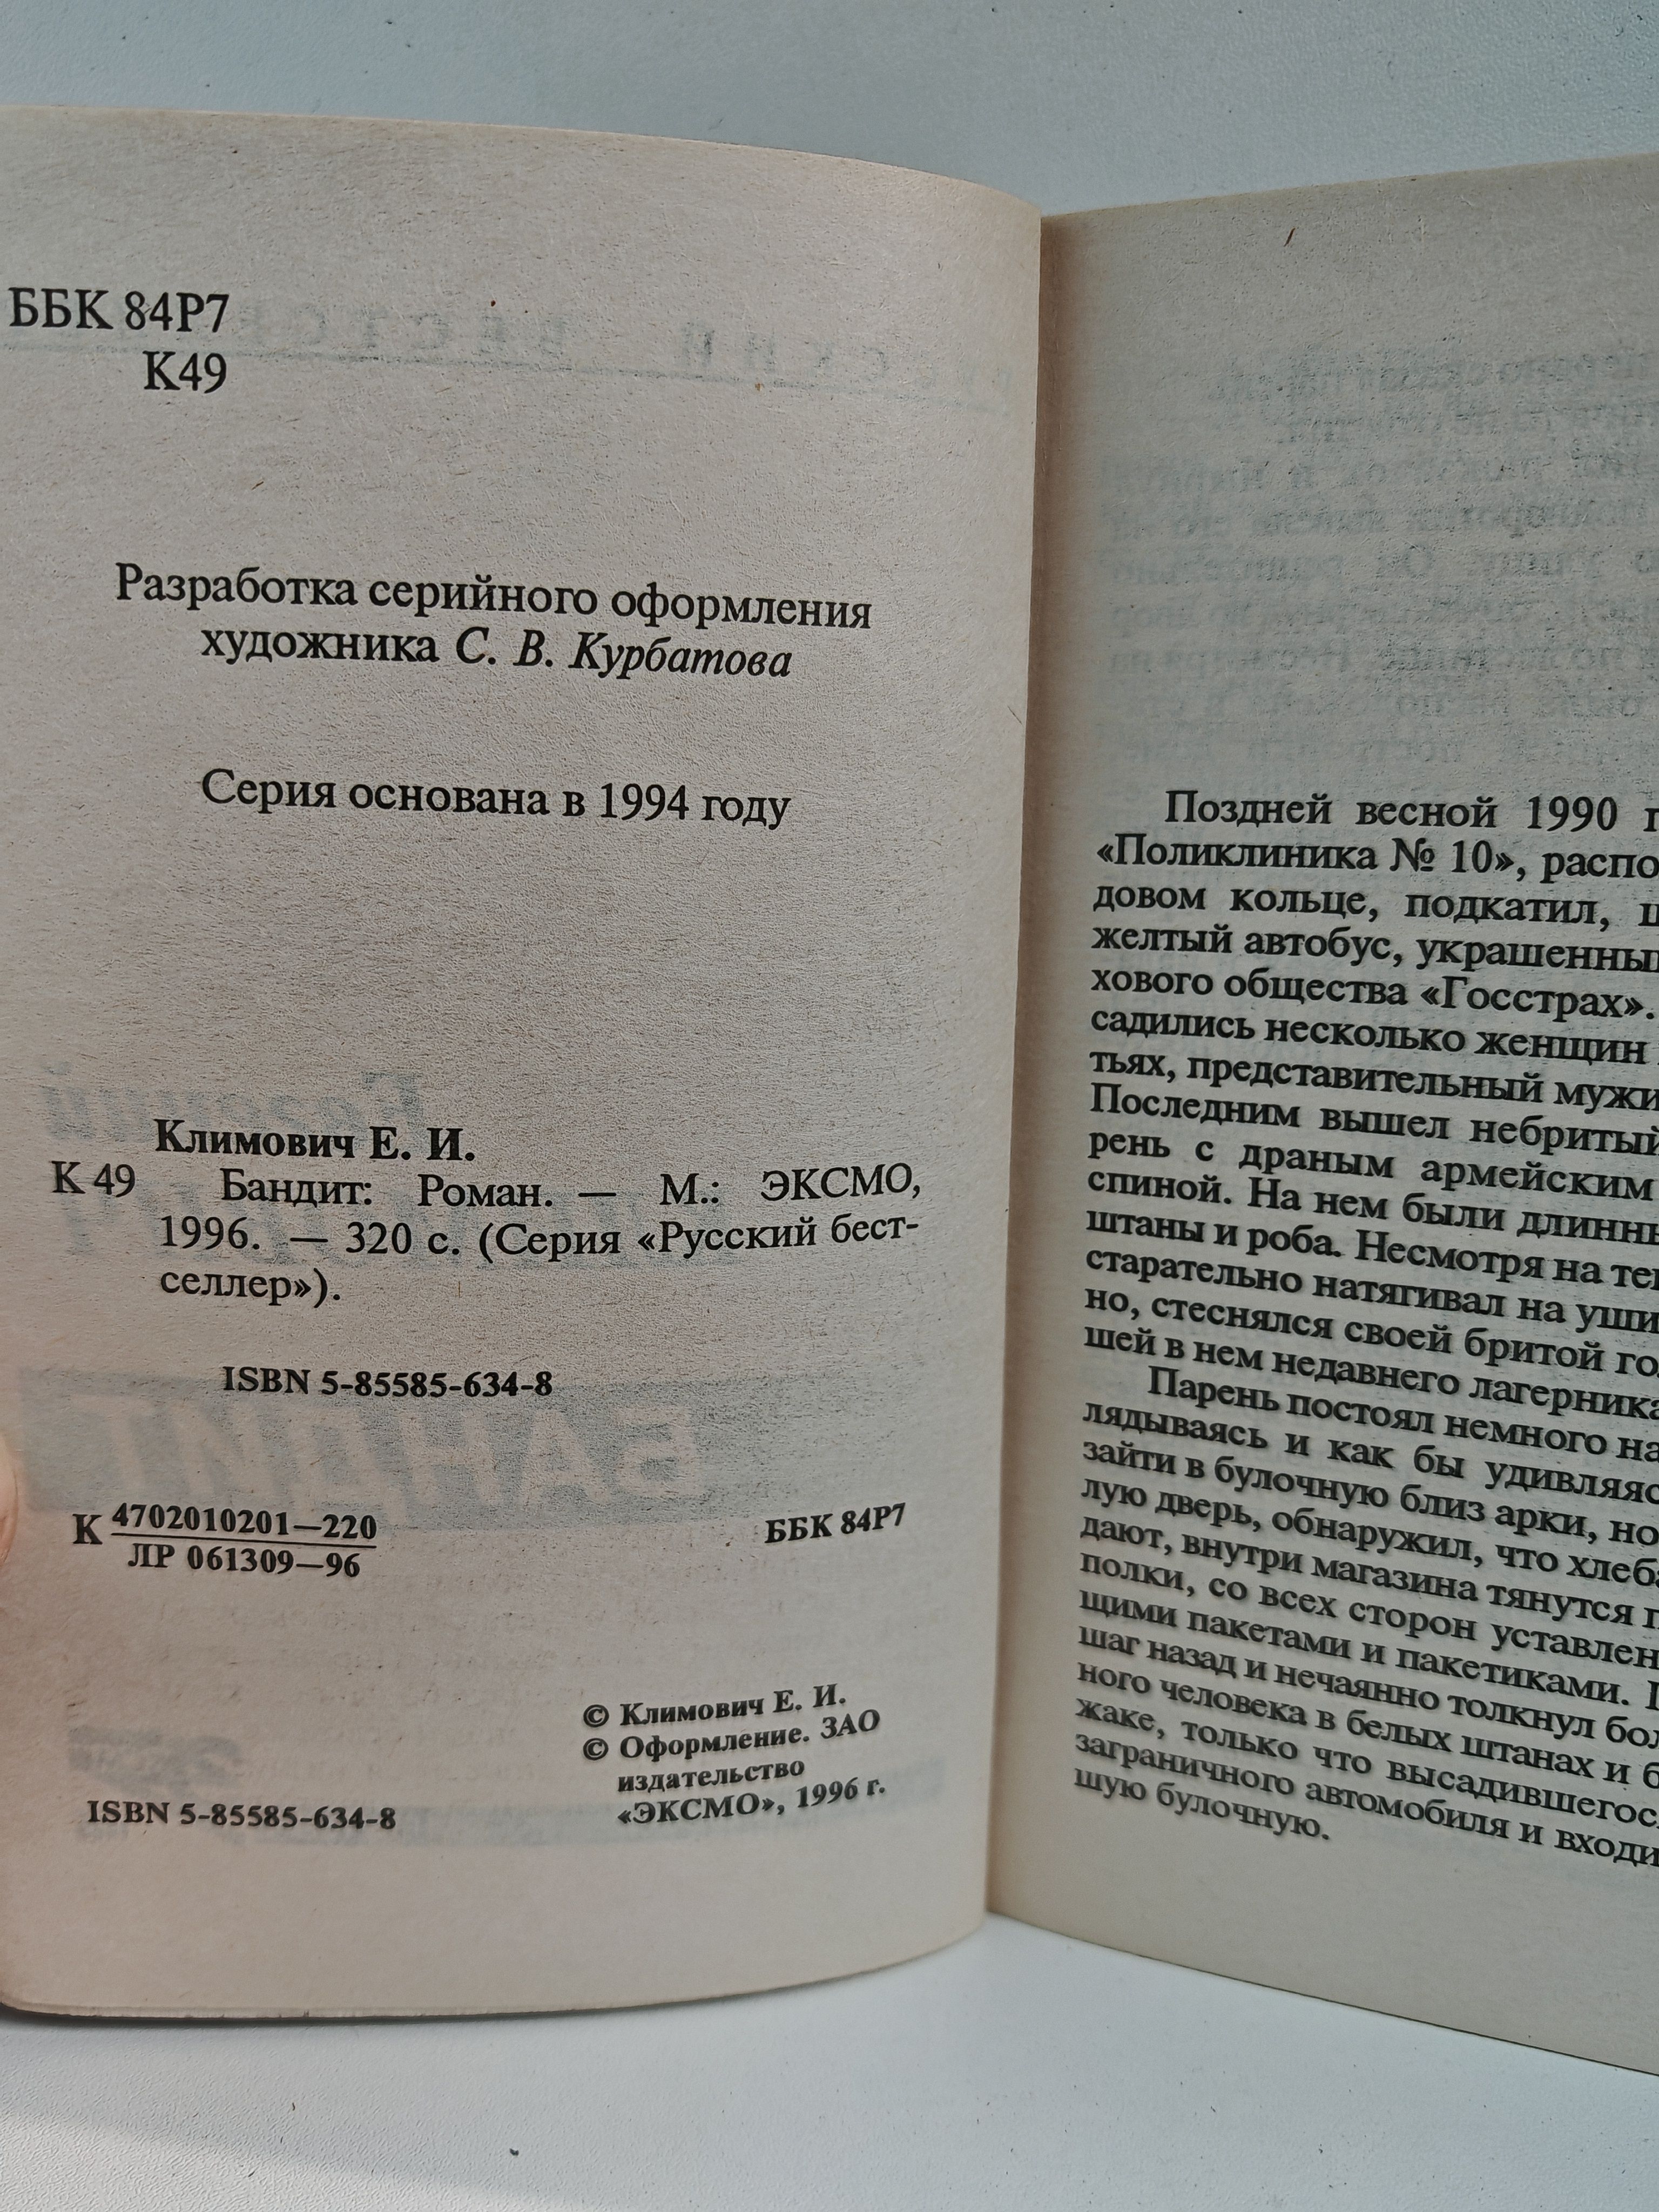 ББК 84Р7
К49
Разработка серийного оформления
художника С. В. Курбатова
Серия основана в 1994 году
Климович Е. И.
К 49 Бандит: Роман. — М.: ЭКСМО,
1996. — 320 с. (Серия «Русский бест-
селлер»).
ISBN 5-85585-634-8
К 4702010201—220
ЛР 061309—96
ББК 84Р7
© Климович Е. И.
© Оформление. ЗАО
издательство
«ЭКСМО», 1996 г.
ISBN 5-85585-634-8
Поздней весной 1990 г
«Поликлиника № 10», распо
довом кольце, подкатил,
желтый автобус, украшенны
хового общества «Госстрах».
садились несколько женщин
тьях, представительный мужи
Последним вышел небритый
рень с драным армейским
спиной. На нем были длинн
штаны и роба. Несмотря на те
старательно натягивал на уши
но, стеснялся своей бритой го
шей в нем недавнего лагерника
Парень постоял немного на
лядываясь и как бы удивляяс
зайти в булочную близ арки, но
лую дверь, обнаружил, что хлеба
дают, внутри магазина тянутся
полки, со всех сторон уставлен
щими пакетами и пакетиками.
шаг назад и нечаянно толкнул бол
ного человека в белых штанах и б
жаке, только что высадившегос
заграничного автомобиля и входи
шую булочную.